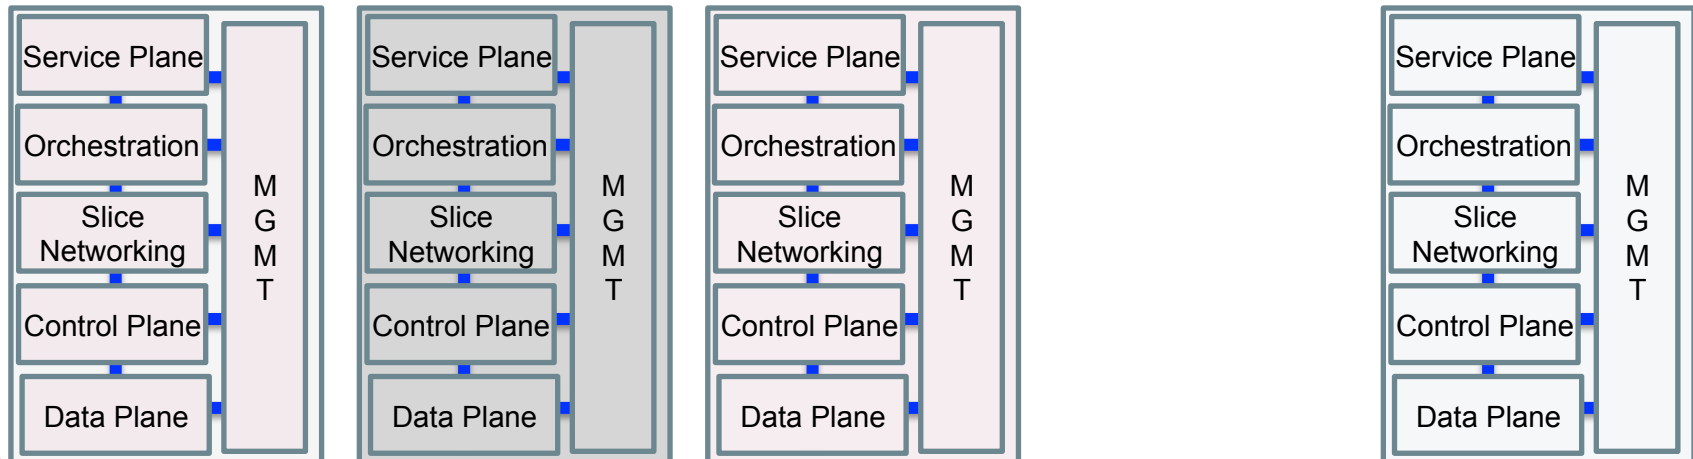 Service Plane
Orchestration
Slice
Networking
Control Plane
Data Plane
M
G
M
T
Service Plane
Orchestration
Slice
Networking
Control Plane
Data Plane
M
G
M
T
Service Plane
Orchestration
Slice
Networking
Control Plane
Data Plane
M
G
M
T
Service Plane
Orchestration
Slice
Networking
Control Plane
Data Plane
M
G
M
T